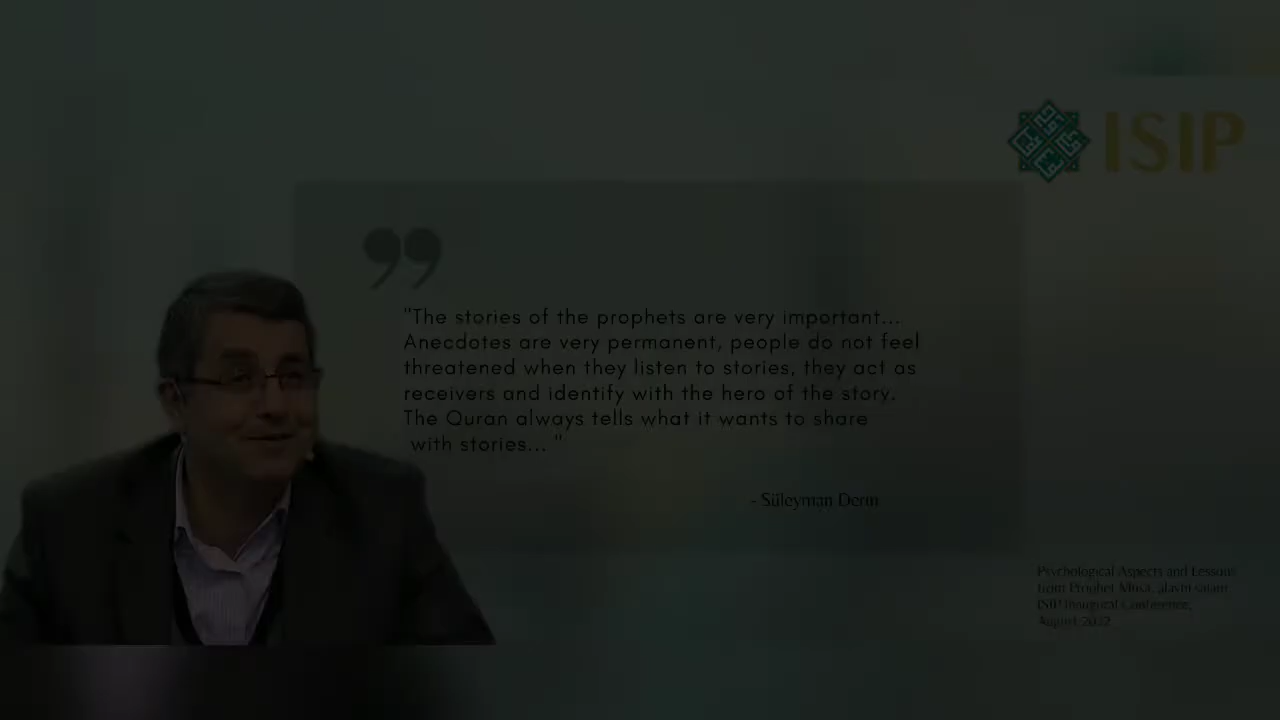 ISIP
"The stories of the prophets are very important...
Anecdotes are very permanent, people do not feel
threatened when they listen to stories, they act as
receivers and identify with the hero of the story.
The Quran always tells what it wants to share
with stories... "
- Süleyman Derin
Psychological Aspects and Lessons
from Prophet Musa, alayhi salam
ISIP Inaugural Conference,
August 2022